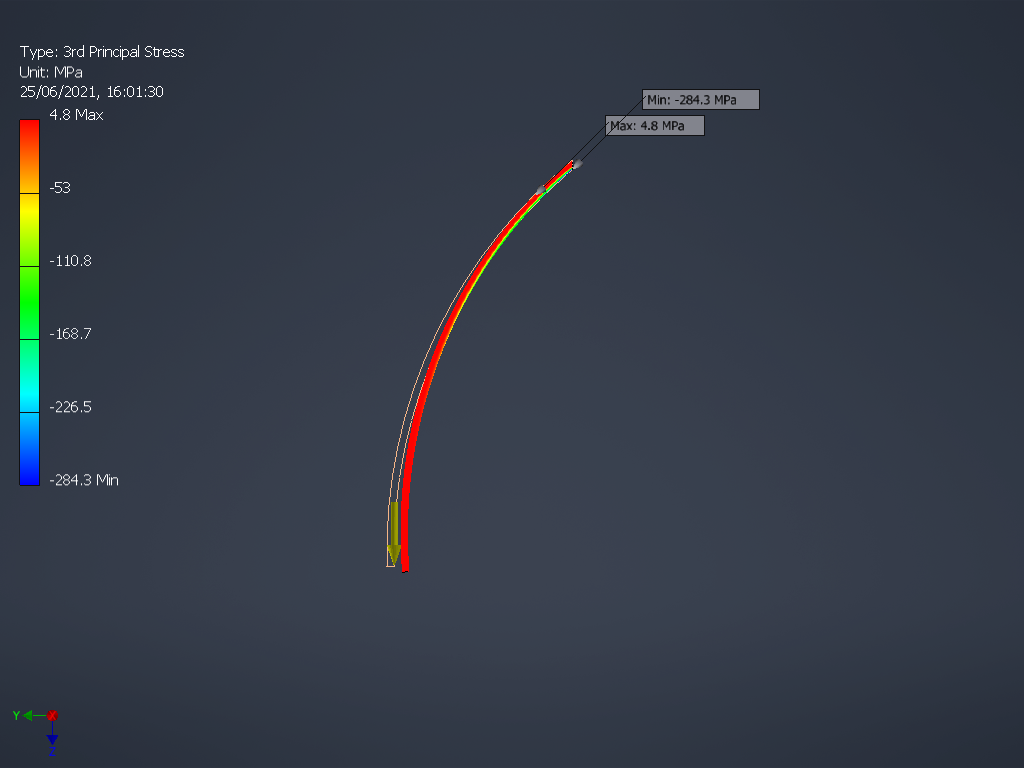 Type: 3rd Principal Stress
Unit: MPa
25/06/2021, 16:01:30
4.8 Max
-53
-110.8
-168.7
-226.5
-284.3 Min
Min: -284.3 MPa
Max: 4.8 MPa
Y
X
Z